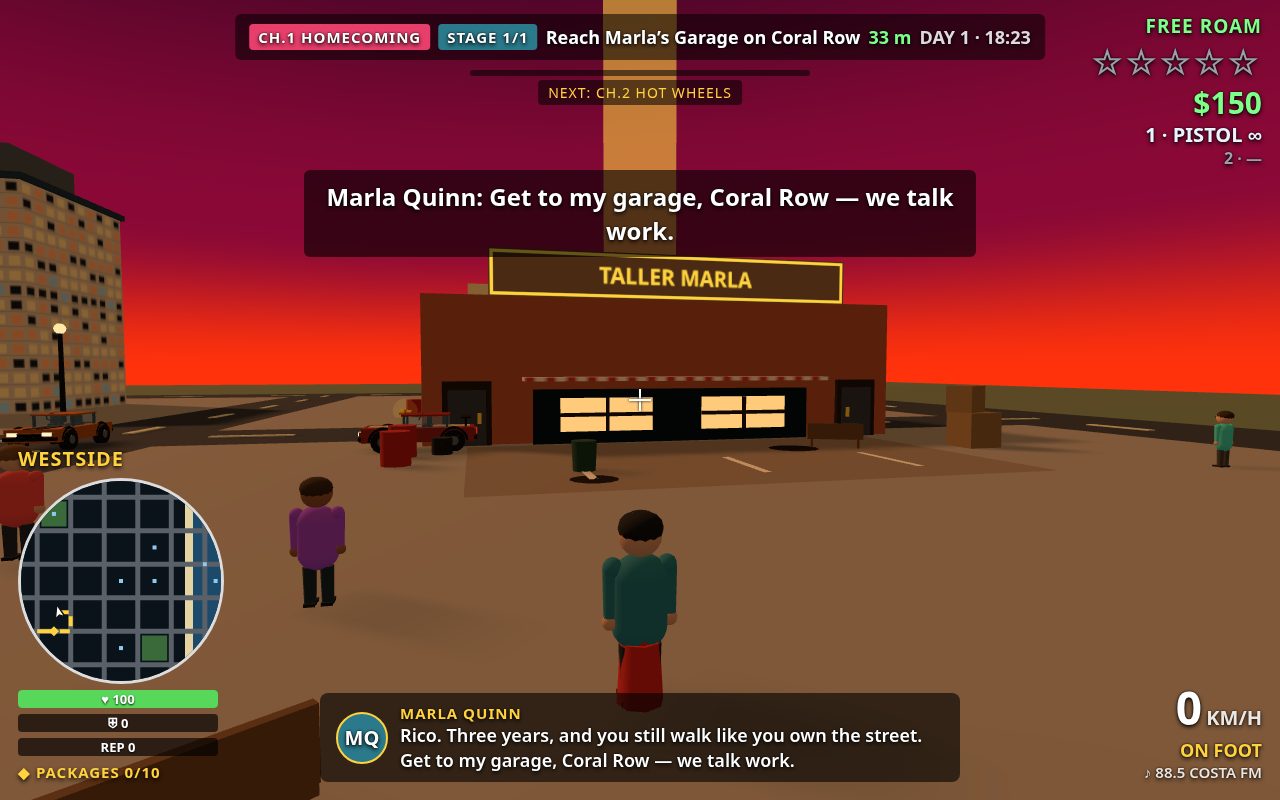 CH.1 HOMECOMING STAGE 1/1 Reach Marla’s Garage on Coral Row 33 m DAY 1 · 18:23
NEXT: CH.2 HOT WHEELS
FREE ROAM
$150
1 · PISTOL ∞
2 · —
Marla Quinn: Get to my garage, Coral Row — we talk
work.
TALLER MARLA
WESTSIDE
♥ 100
⛨ 0
REP 0
◆ PACKAGES 0/10
MQ
MARLA QUINN
Rico. Three years, and you still walk like you own the street.
Get to my garage, Coral Row — we talk work.
0 KM/H
ON FOOT
♪ 88.5 COSTA FM